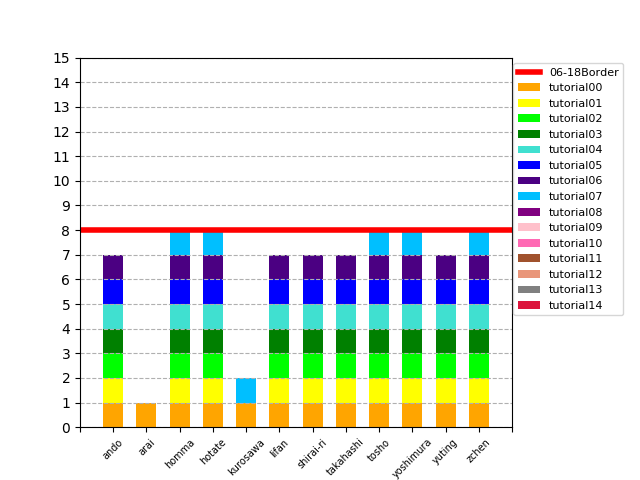 15
14
13
12
11
10
9
8
7
6
5
4
3
2
1
0
ando
arai
homma
hotate
kurosawa
lifan
shirai-ri
takahashi
tosho
yoshimura
yuting
zchen
06-18Border
tutorial00
tutorial01
tutorial02
tutorial03
tutorial04
tutorial05
tutorial06
tutorial07
tutorial08
tutorial09
tutorial10
tutorial11
tutorial12
tutorial13
tutorial14